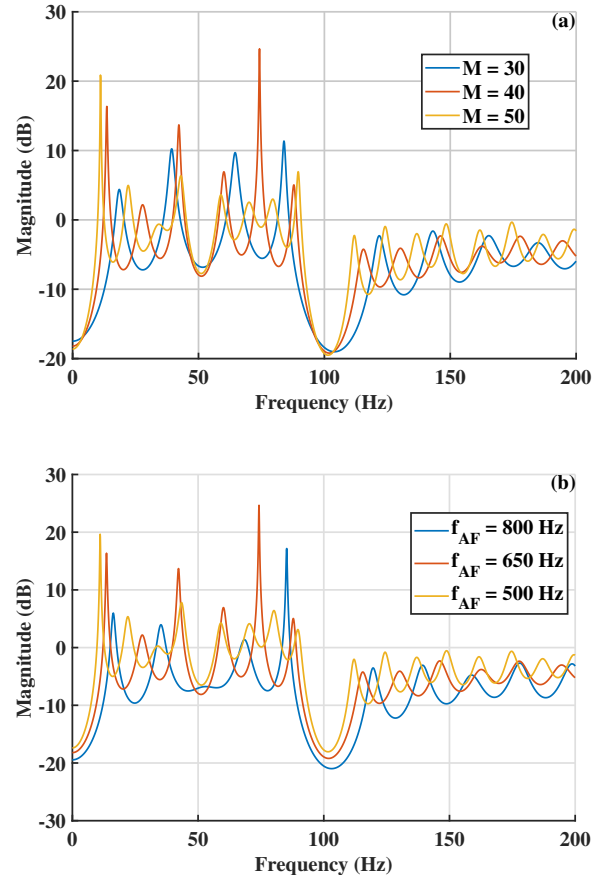 (a)
30
20
10
0
-10
-20
Magnitude (dB)
M = 30
M = 40
M = 50
0
50
100
150
200
Frequency (Hz)
(b)
30
20
10
0
-10
-20
-30
Magnitude (dB)
f_AF = 800 Hz
f_AF = 650 Hz
f_AF = 500 Hz
0
50
100
150
200
Frequency (Hz)